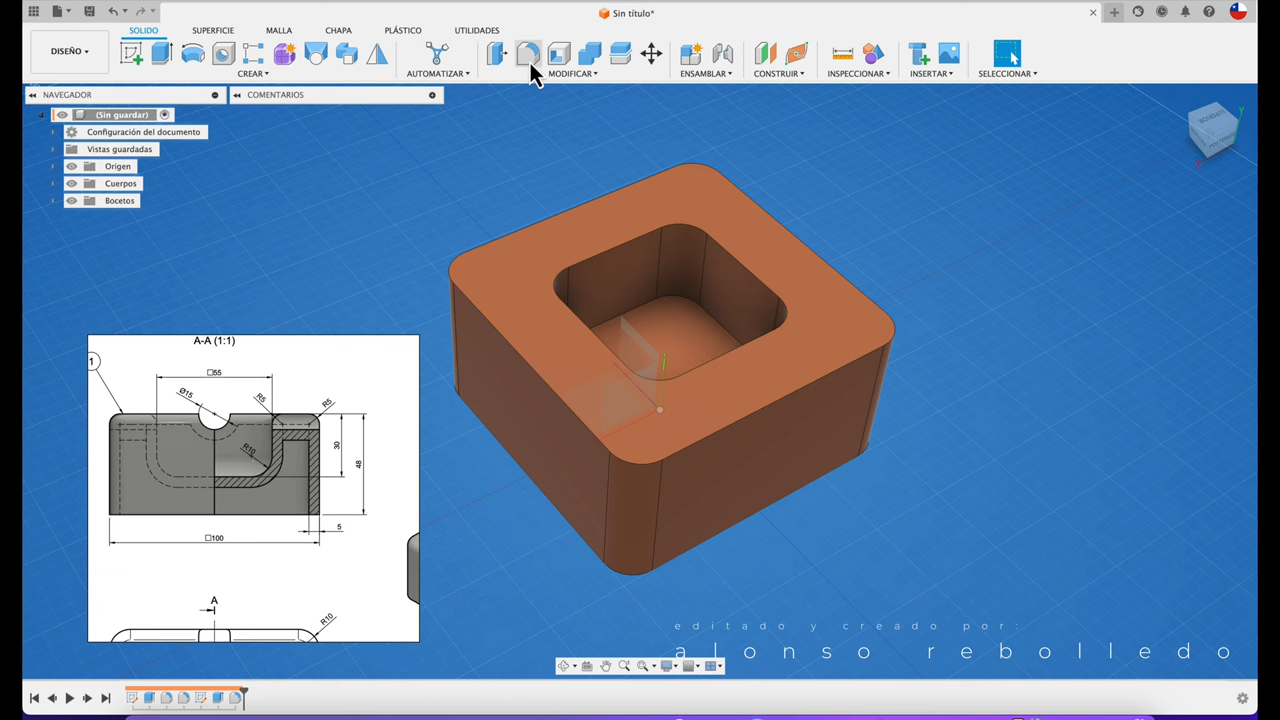 Sin título*
DISEÑO
SOLIDO
SUPERFICIE
MALLA
CHAPA
PLÁSTICO
UTILIDADES
CREAR
AUTOMATIZAR
MODIFICAR
ENSAMBLAR
CONSTRUIR
INSPECCIONAR
INSERTAR
SELECCIONAR
NAVEGADOR
COMENTARIOS
(Sin guardar)
Configuración del documento
Vistas guardadas
Origen
Cuerpos
Bocetos
A-A (1:1)
1
□55
Ø15
R5
R5
R10
30
48
5
□100
A
R10
editado y creado por:
alonso rebolledo